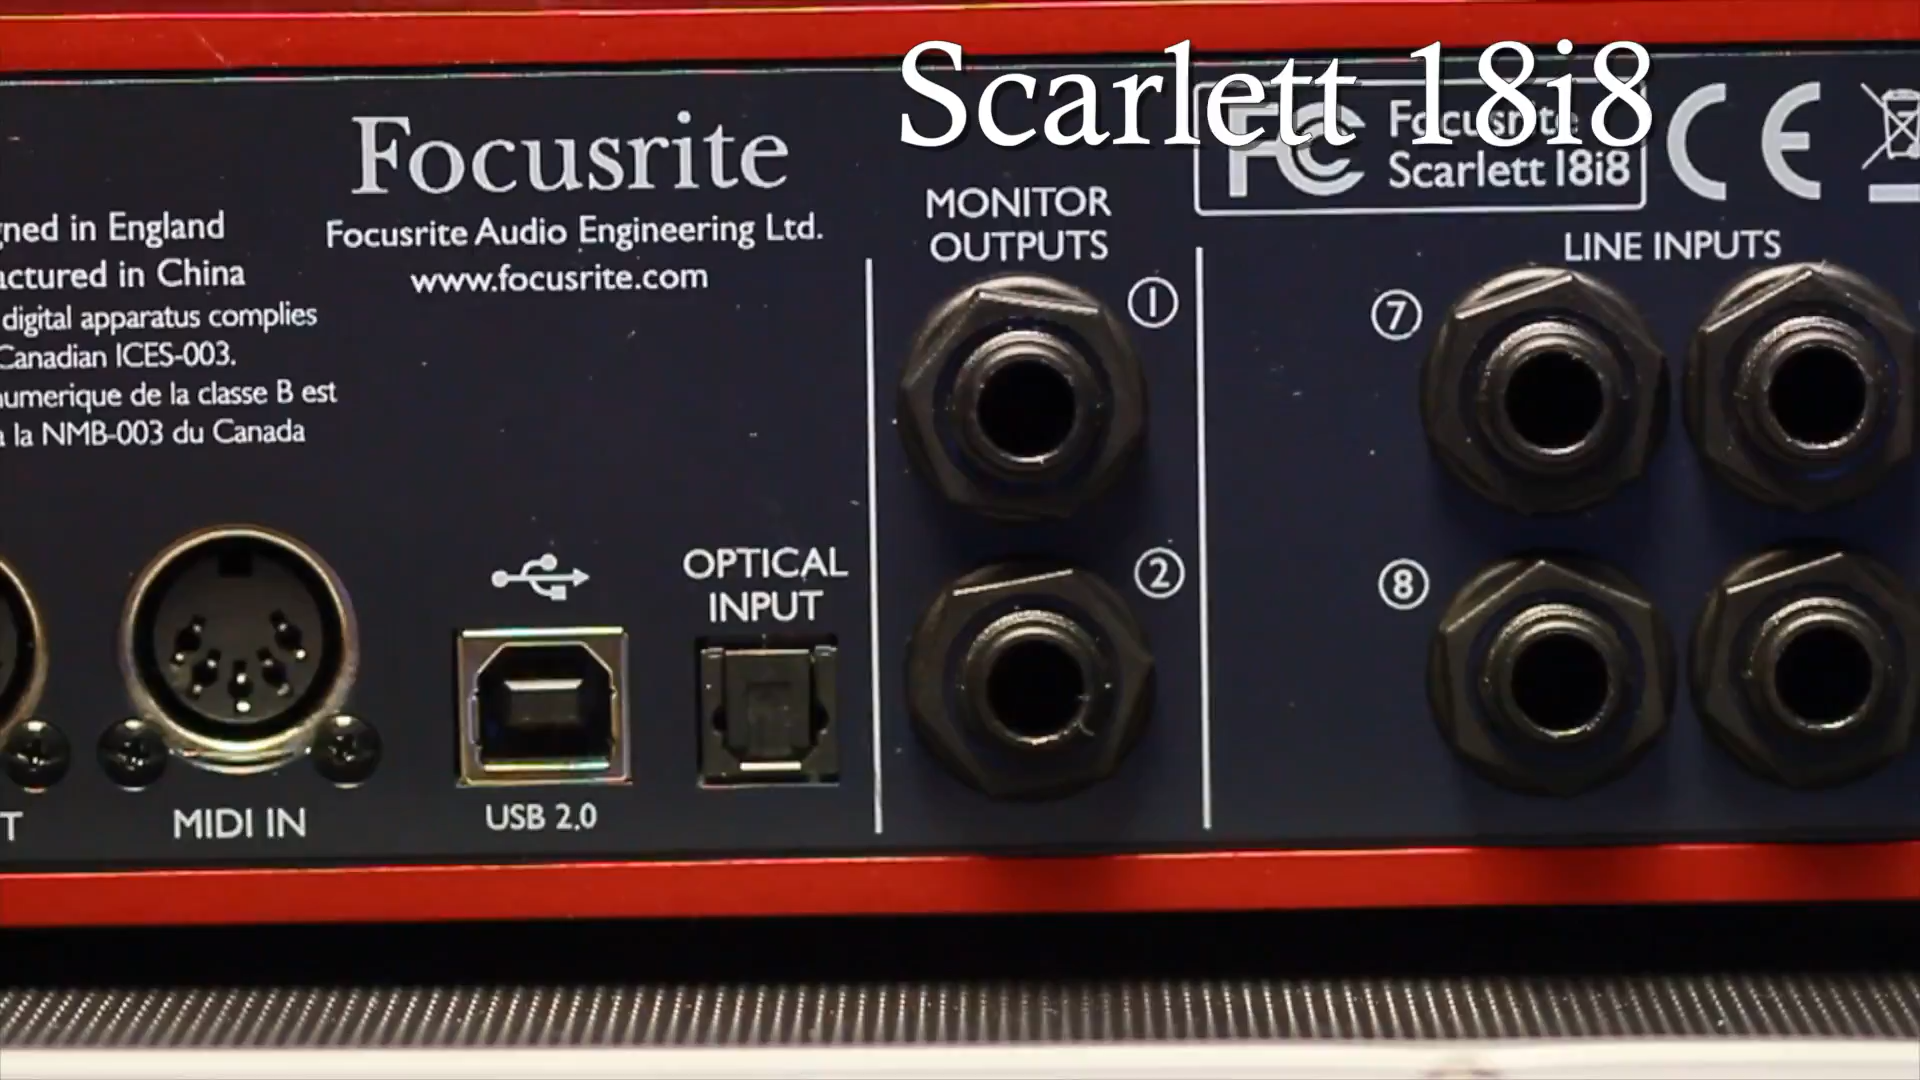 Scarlett 18i8
Focusrite
Focusrite Audio Engineering Ltd.
www.focusrite.com
gned in England
actured in China
digital apparatus complies
Canadian ICES-003.
numerique de la classe B est
la NMB-003 du Canada
MIDI IN
USB 2.0
OPTICAL
INPUT
MONITOR
OUTPUTS
1
2
FC Focusrite
Scarlett 18i8
CE
LINE INPUTS
7
8